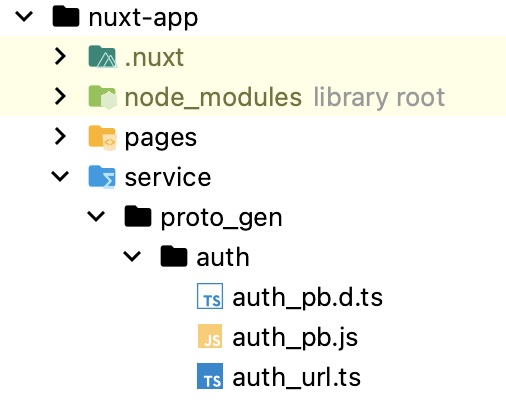 nuxt-app
.nuxt
node_modules library root
pages
service
proto_gen
auth
TS auth_pb.d.ts
JS auth_pb.js
TS auth_url.ts